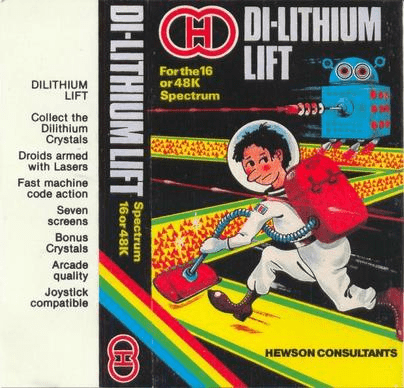 DILITHIUM
LIFT
Collect the
Dilithium
Crystals
Droids armed
with Lasers
Fast machine
code action
Seven
screens
Bonus
Crystals
Arcade
quality
Joystick
compatible
DI-LITHIUM LIFT
Spectrum
16 or 48K
DI-LITHIUM
LIFT
For the 16
or 48K
Spectrum
HEWSON CONSULTANTS